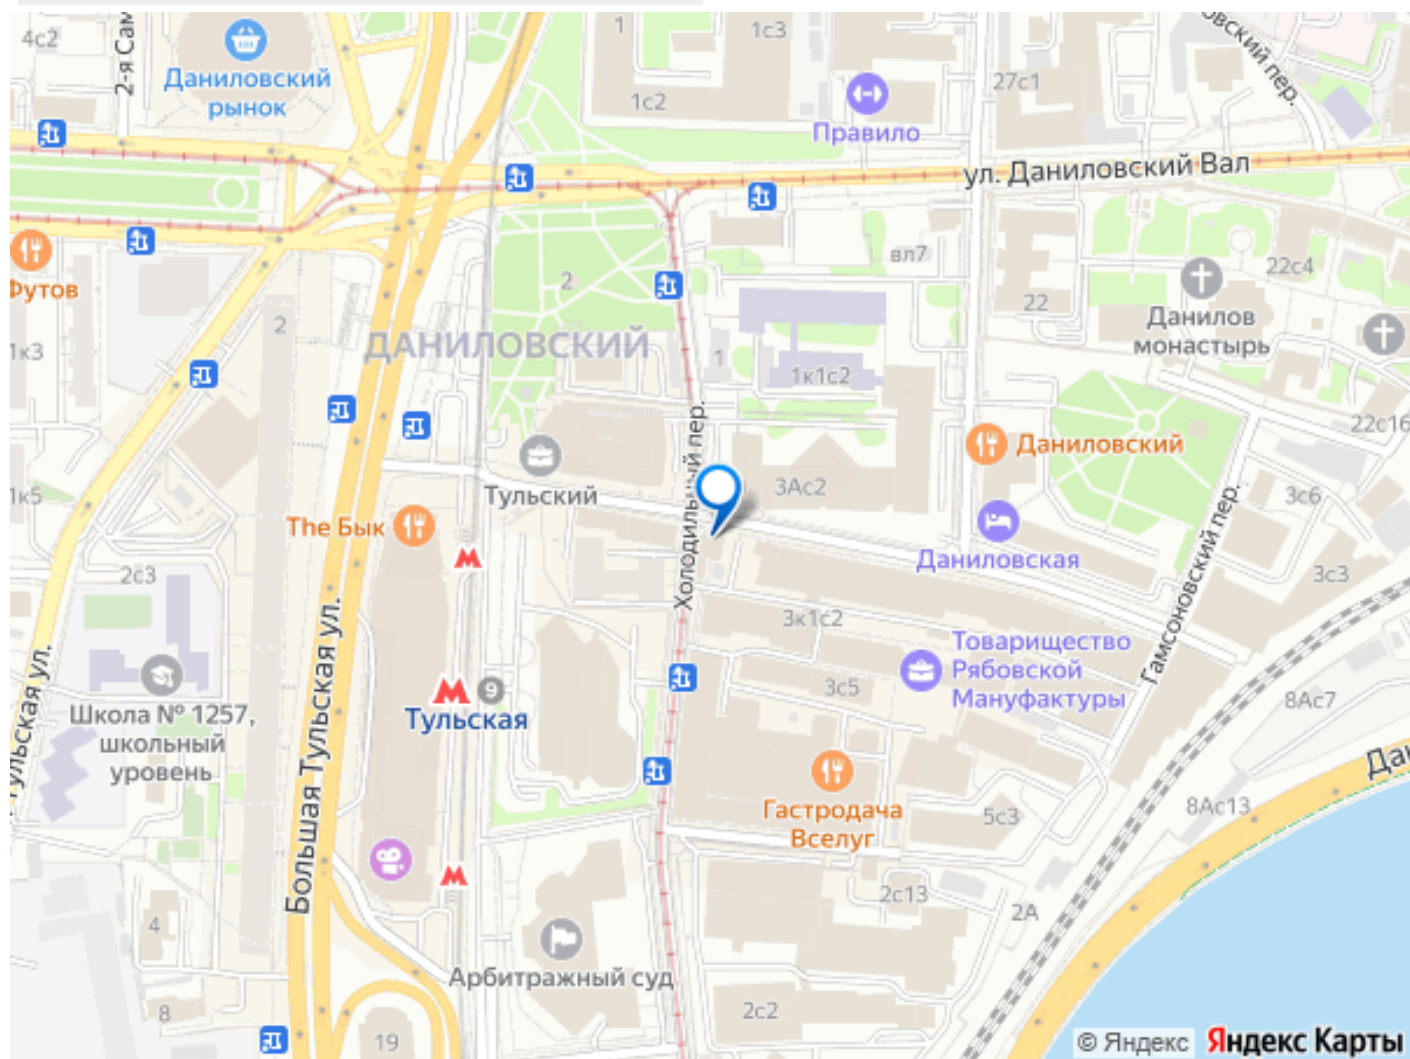 4с2
2-я Сам
1
1с3
Даниловский
рынок
1с2
Правило
27с1
овский пер.
ул. Даниловский Вал
Футов
2
вл7
22с4
22
Данилов
монастырь
2
ДАНИЛОВСКИЙ
1к3
1
1к1с2
22с16
Холодильный пер.
Даниловский
Тульский
3Ас2
1к5
The Бык
3с6
Даниловская
2с3
3с3
Гамсоновский пер.
3к1с2
Товарищество
Рябовской
Мануфактуры
3с5
9
Тульская
Большая Тульская ул.
Тульская ул.
Школа № 1257,
школьный
уровень
8Ас7
Дан
Гастродача
Вселуг
5с3
8Ас13
2с13
2А
4
Арбитражный суд
8
19
2с2
© Яндекс Яндекс Карты